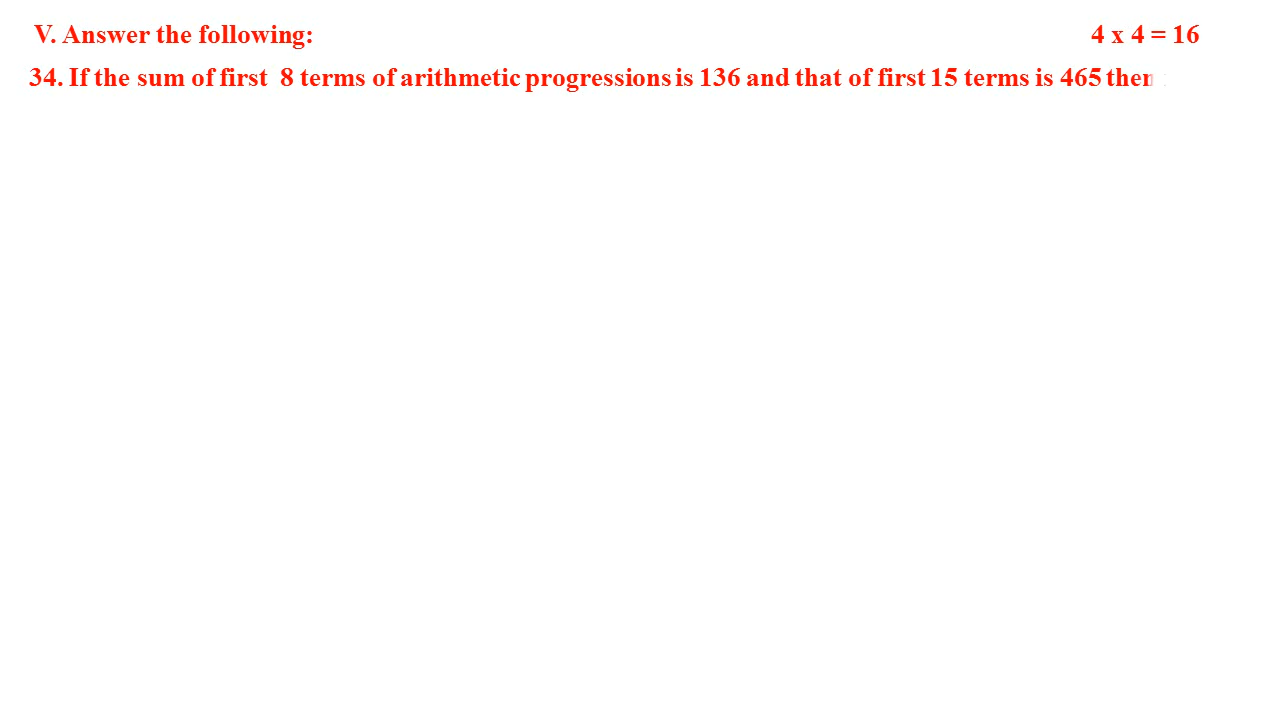 V. Answer the following: 4 x 4 = 16
34. If the sum of first 8 terms of arithmetic progressions is 136 and that of first 15 terms is 465 then